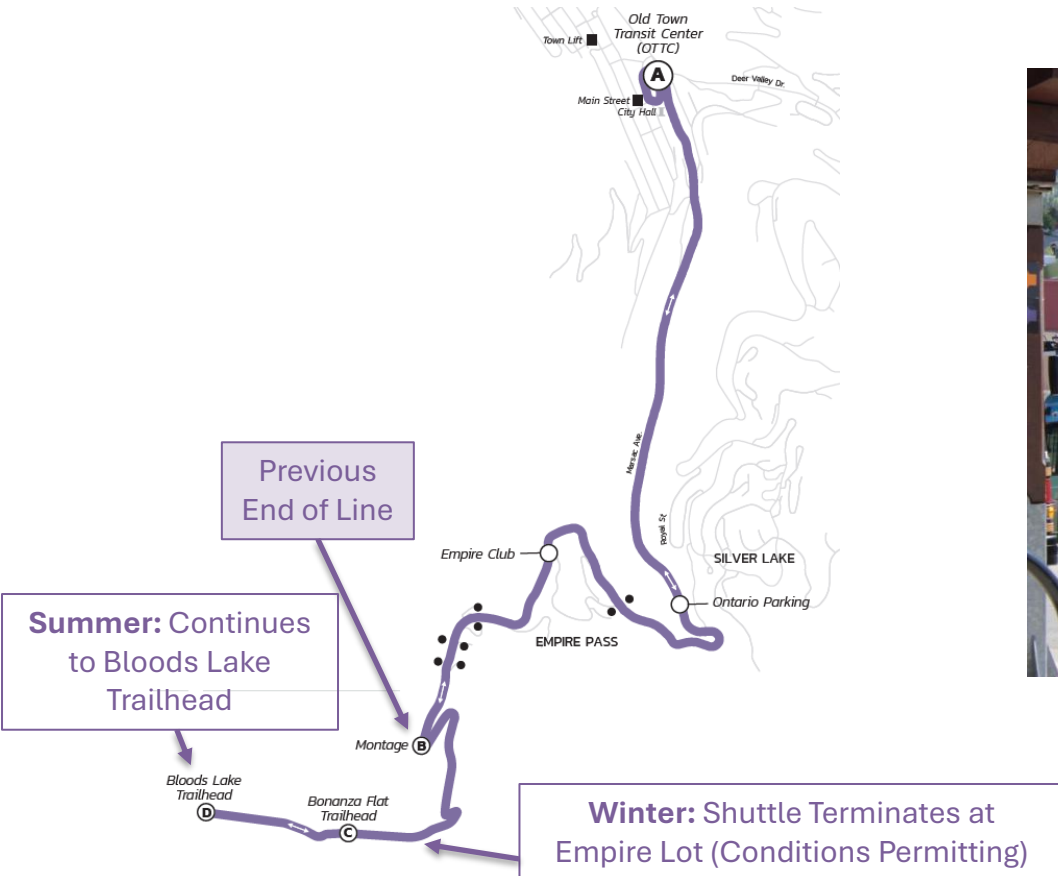 Old Town
Transit Center
(OTTC)
Town Lift
A
Deer Valley Dr.
Main Street
City Hall
Marsac Ave.
Royal St
Previous
End of Line
Empire Club
SILVER LAKE
Ontario Parking
EMPIRE PASS
Summer: Continues
to Bloods Lake
Trailhead
Montage
B
Bloods Lake
Trailhead
D
Bonanza Flat
Trailhead
C
Winter: Shuttle Terminates at
Empire Lot (Conditions Permitting)